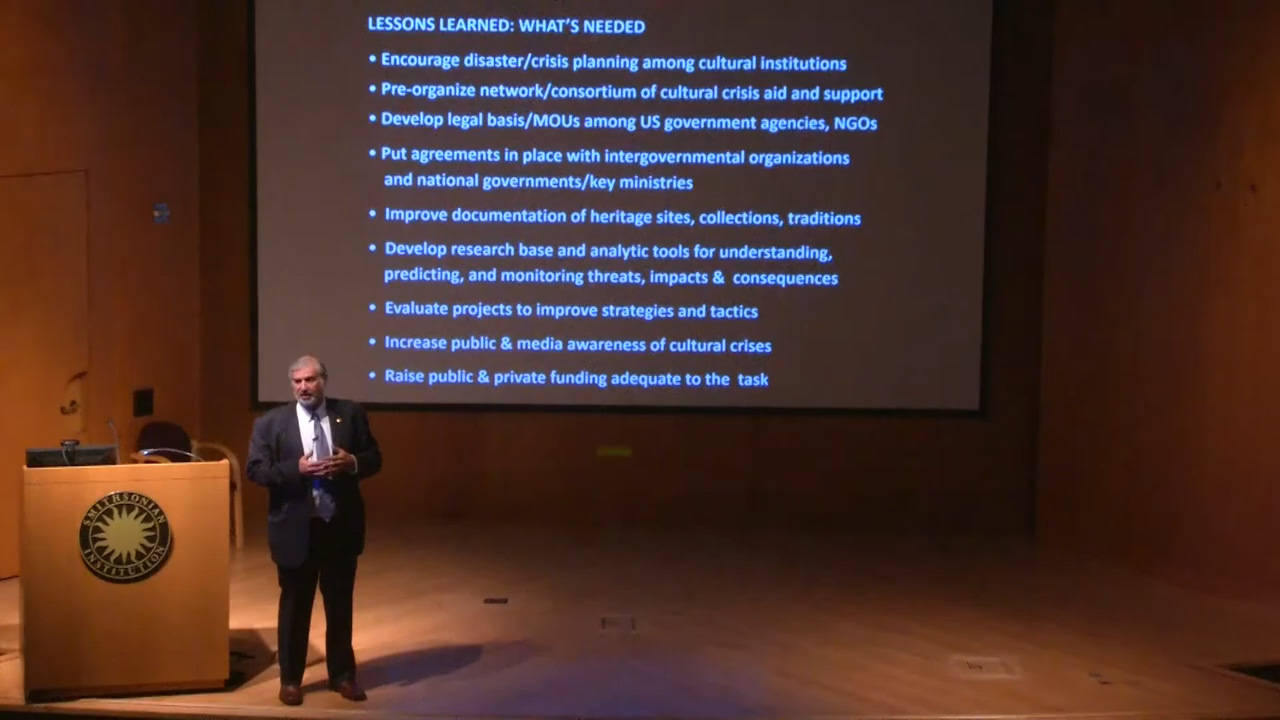 LESSONS LEARNED: WHAT'S NEEDED
• Encourage disaster/crisis planning among cultural institutions
• Pre-organize network/consortium of cultural crisis aid and support
• Develop legal basis/MOUs among US government agencies, NGOs
• Put agreements in place with intergovernmental organizations
and national governments/key ministries
• Improve documentation of heritage sites, collections, traditions
• Develop research base and analytic tools for understanding,
predicting, and monitoring threats, impacts & consequences
• Evaluate projects to improve strategies and tactics
• Increase public & media awareness of cultural crises
• Raise public & private funding adequate to the task
SMITHSONIAN
INSTITUTION